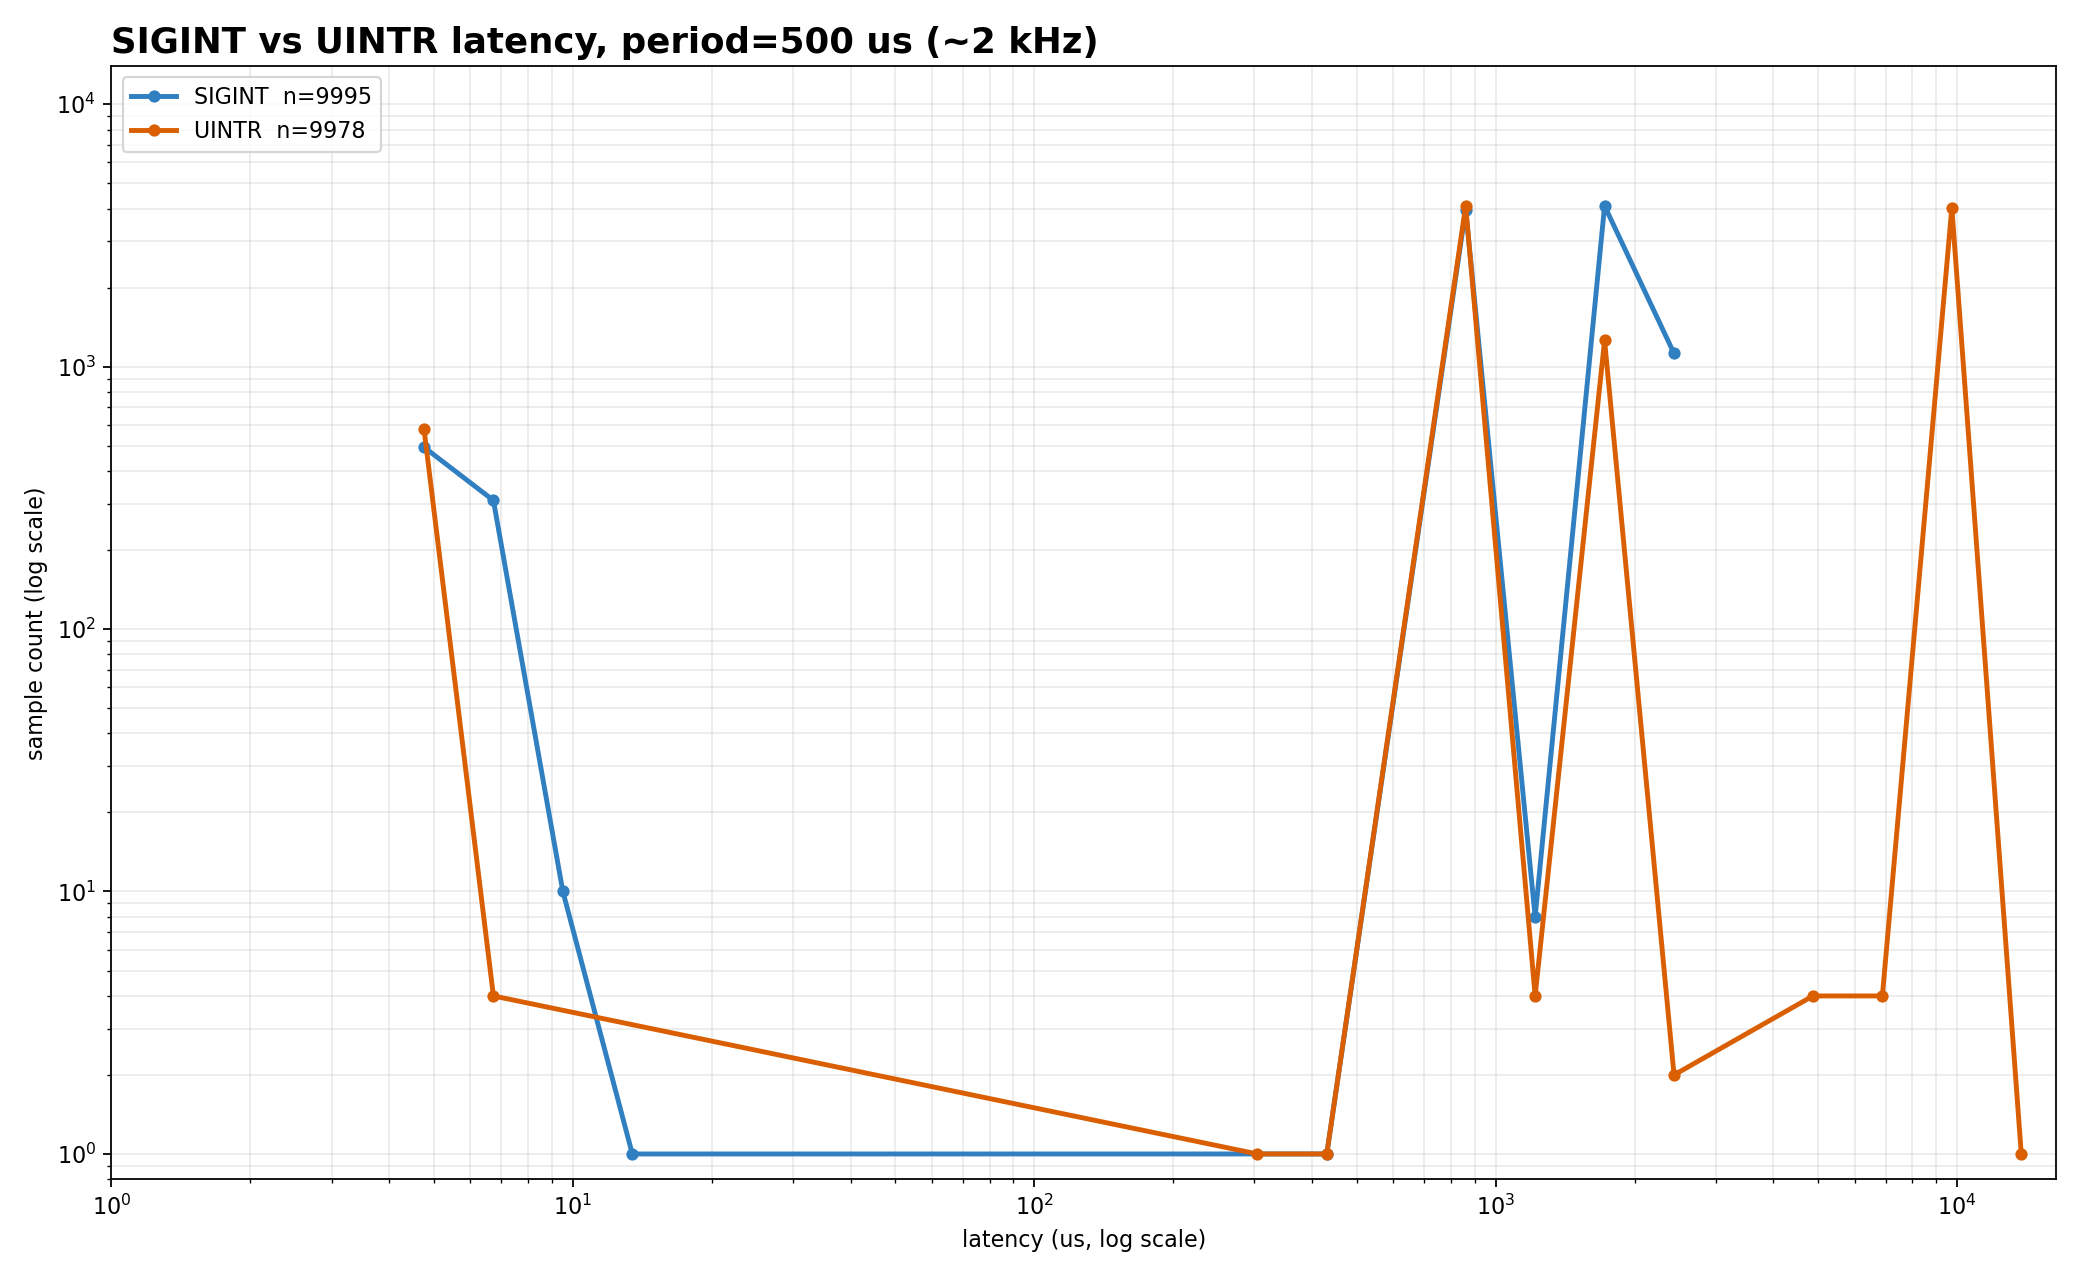 SIGINT vs UINTR latency, period=500 us (~2 kHz)
SIGINT n=9995
UINTR n=9978
sample count (log scale)
10⁴
10³
10²
10¹
10⁰
10⁰ 10¹ 10² 10³ 10⁴
latency (us, log scale)